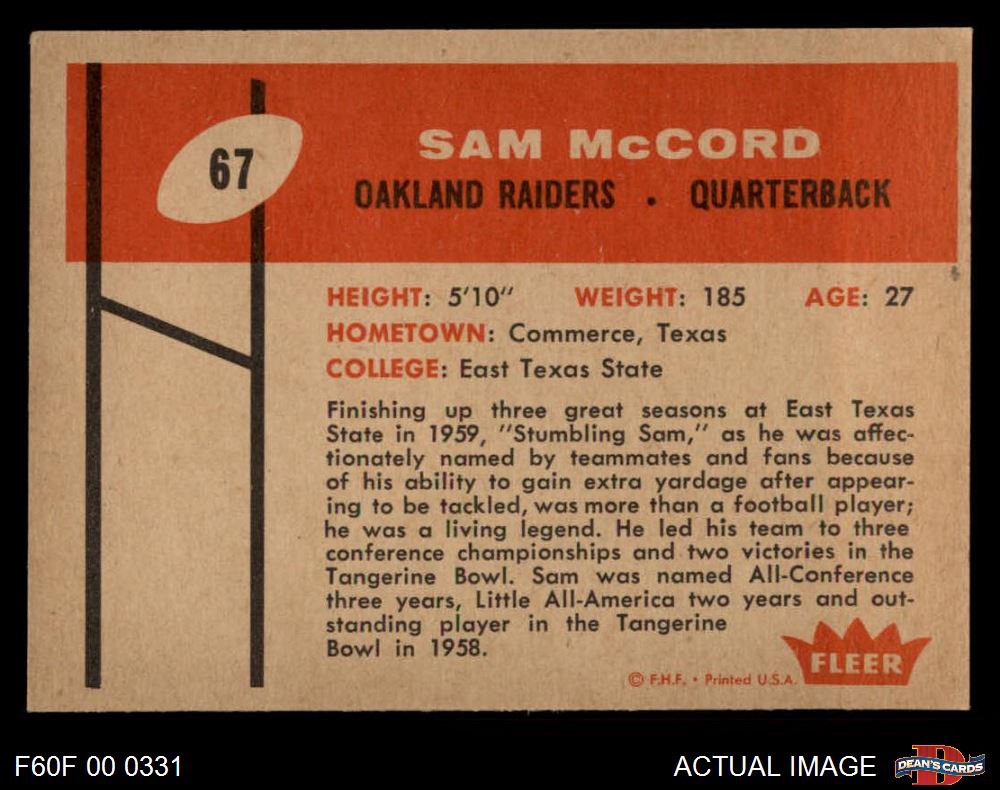 67
SAM McCORD
OAKLAND RAIDERS . QUARTERBACK
HEIGHT: 5'10" WEIGHT: 185 AGE: 27
HOMETOWN: Commerce, Texas
COLLEGE: East Texas State
Finishing up three great seasons at East Texas
State in 1959, "Stumbling Sam," as he was affec-
tionately named by teammates and fans because
of his ability to gain extra yardage after appear-
ing to be tackled, was more than a football player;
he was a living legend. He led his team to three
conference championships and two victories in the
Tangerine Bowl. Sam was named All-Conference
three years, Little All-America two years and out-
standing player in the Tangerine
Bowl in 1958.
FLEER
© F.H.F. • Printed U.S.A.
F60F 00 0331
ACTUAL IMAGE
D
DEAN'S CARDS